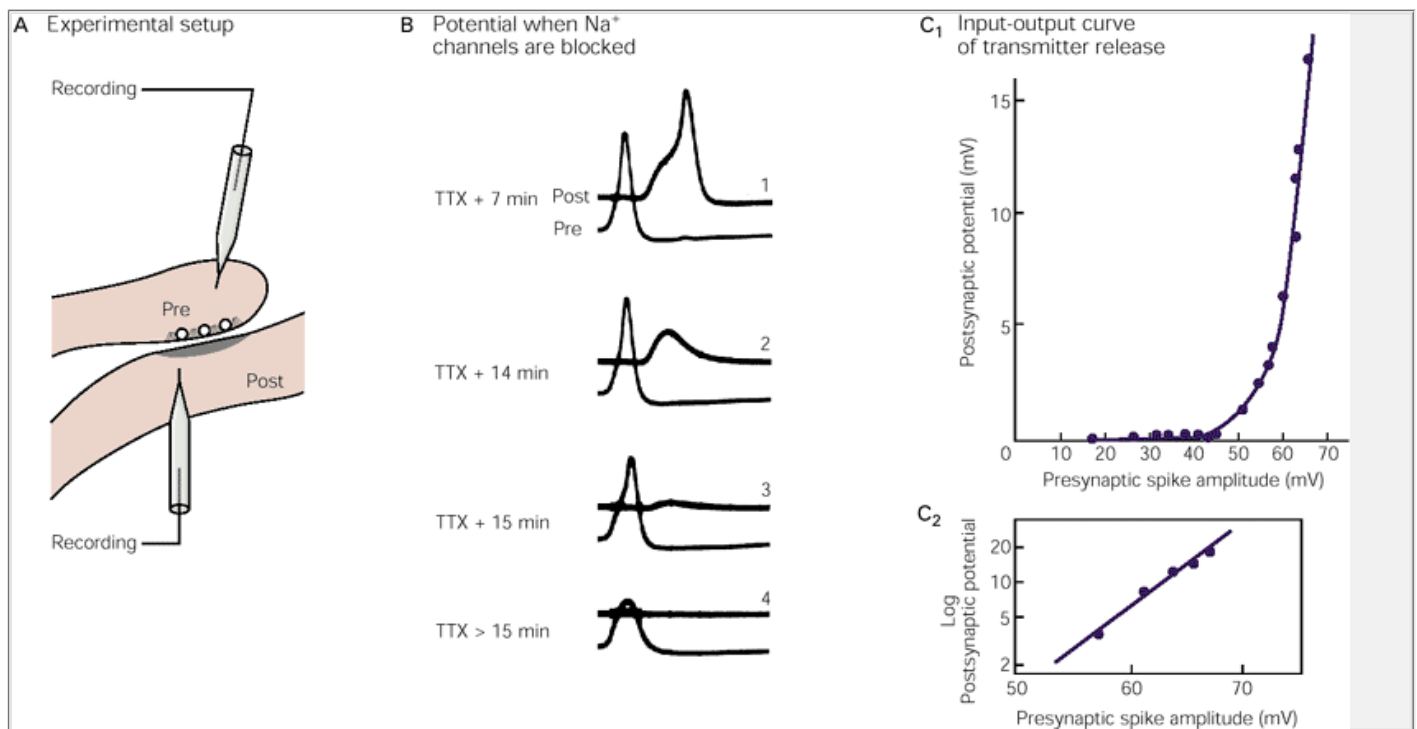 A Experimental setup
Recording
Pre
Post
Recording
B Potential when Na⁺
channels are blocked
TTX + 7 min Post
Pre
1
TTX + 14 min
2
TTX + 15 min
3
TTX > 15 min
4
C₁ Input-output curve
of transmitter release
15
10
5
0 10 20 30 40 50 60 70
Postsynaptic potential (mV)
Presynaptic spike amplitude (mV)
C₂
20
10
5
2
50 60 70
Log
Postsynaptic potential
Presynaptic spike amplitude (mV)